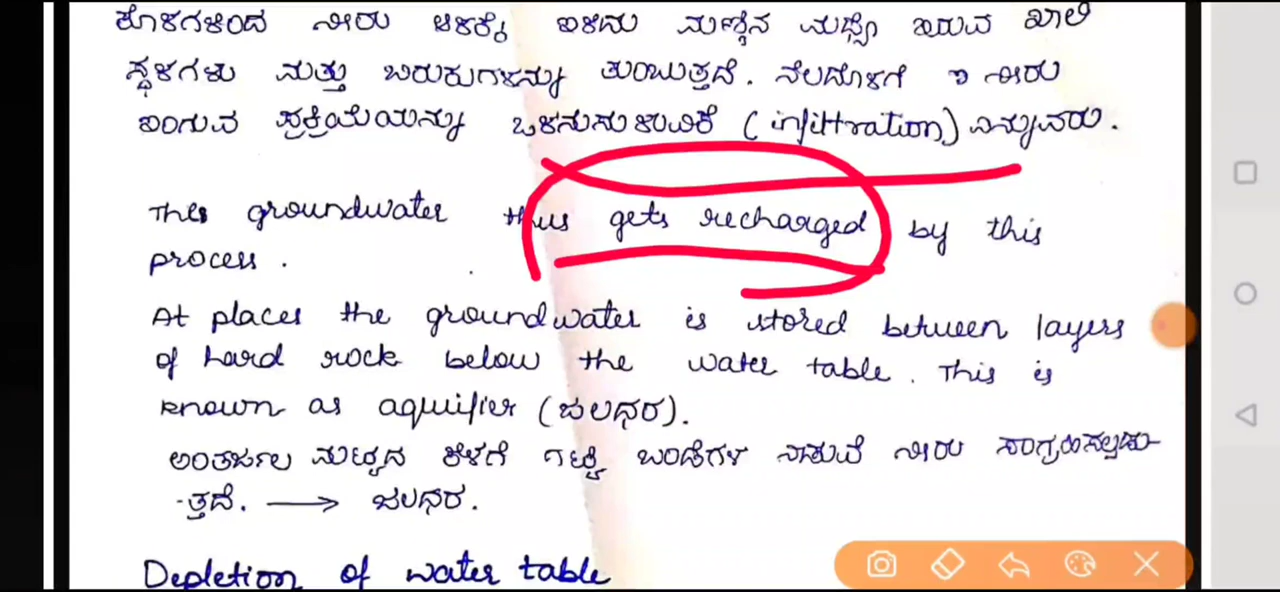 ಕೊಳಗಳಿಂದ ನೀರು ಆಳಕ್ಕೆ ಇಳಿದು ಮಣ್ಣಿನ ಮಧ್ಯೆ ಇರುವ ಖಾಲಿ
ಸ್ಥಳಗಳು ಮತ್ತು ಬಿರುಕುಗಳನ್ನು ತುಂಬುತ್ತದೆ. ನೆಲದೊಳಗೆ ನೀರು
ಇಂಗುವ ಪ್ರಕ್ರಿಯೆಯನ್ನು ಒಳನುಸುಳುವಿಕೆ (infiltration) ಎನ್ನುವರು.
The groundwater thus gets recharged by this
process.
At places the groundwater is stored between layers
of hard rock below the water table. This is
known as aquifier (ಜಲಧರ).
ಅಂತರ್ಜಲ ಮಟ್ಟದ ಕೆಳಗೆ ಗಟ್ಟಿ ಬಂಡೆಗಳ ನಡುವೆ ನೀರು ಸಂಗ್ರಹಿಸಲ್ಪಡು-
-ತ್ತದೆ. → ಜಲಧರ.
Depletion of water table